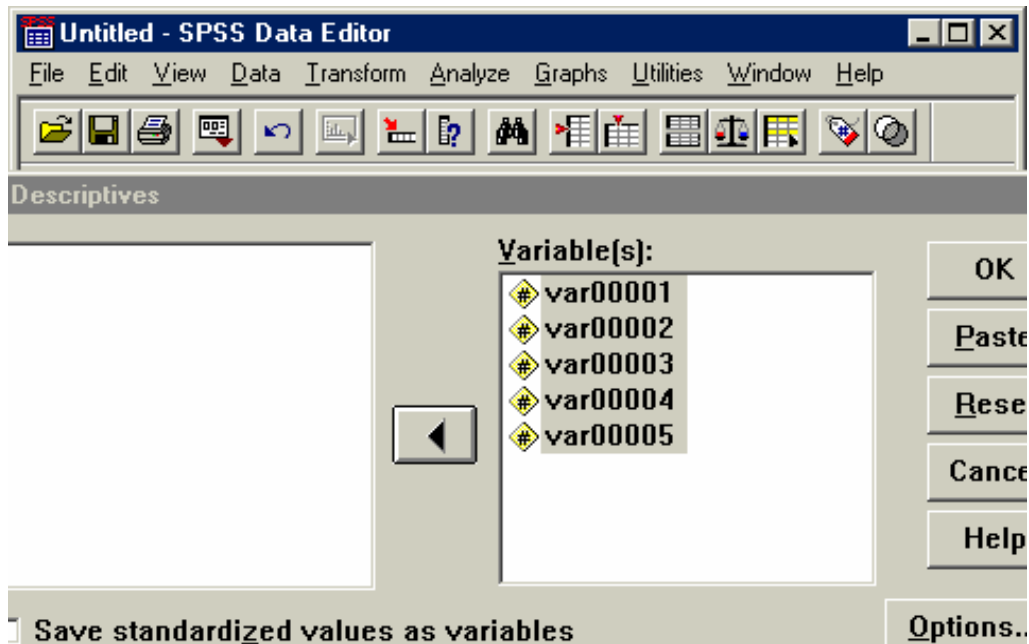 Untitled - SPSS Data Editor
File Edit View Data Transform Analyze Graphs Utilities Window Help
Descriptives
Variable(s):
var00001
var00002
var00003
var00004
var00005
OK
Paste
Rese
Cance
Help
Save standardized values as variables
Options..